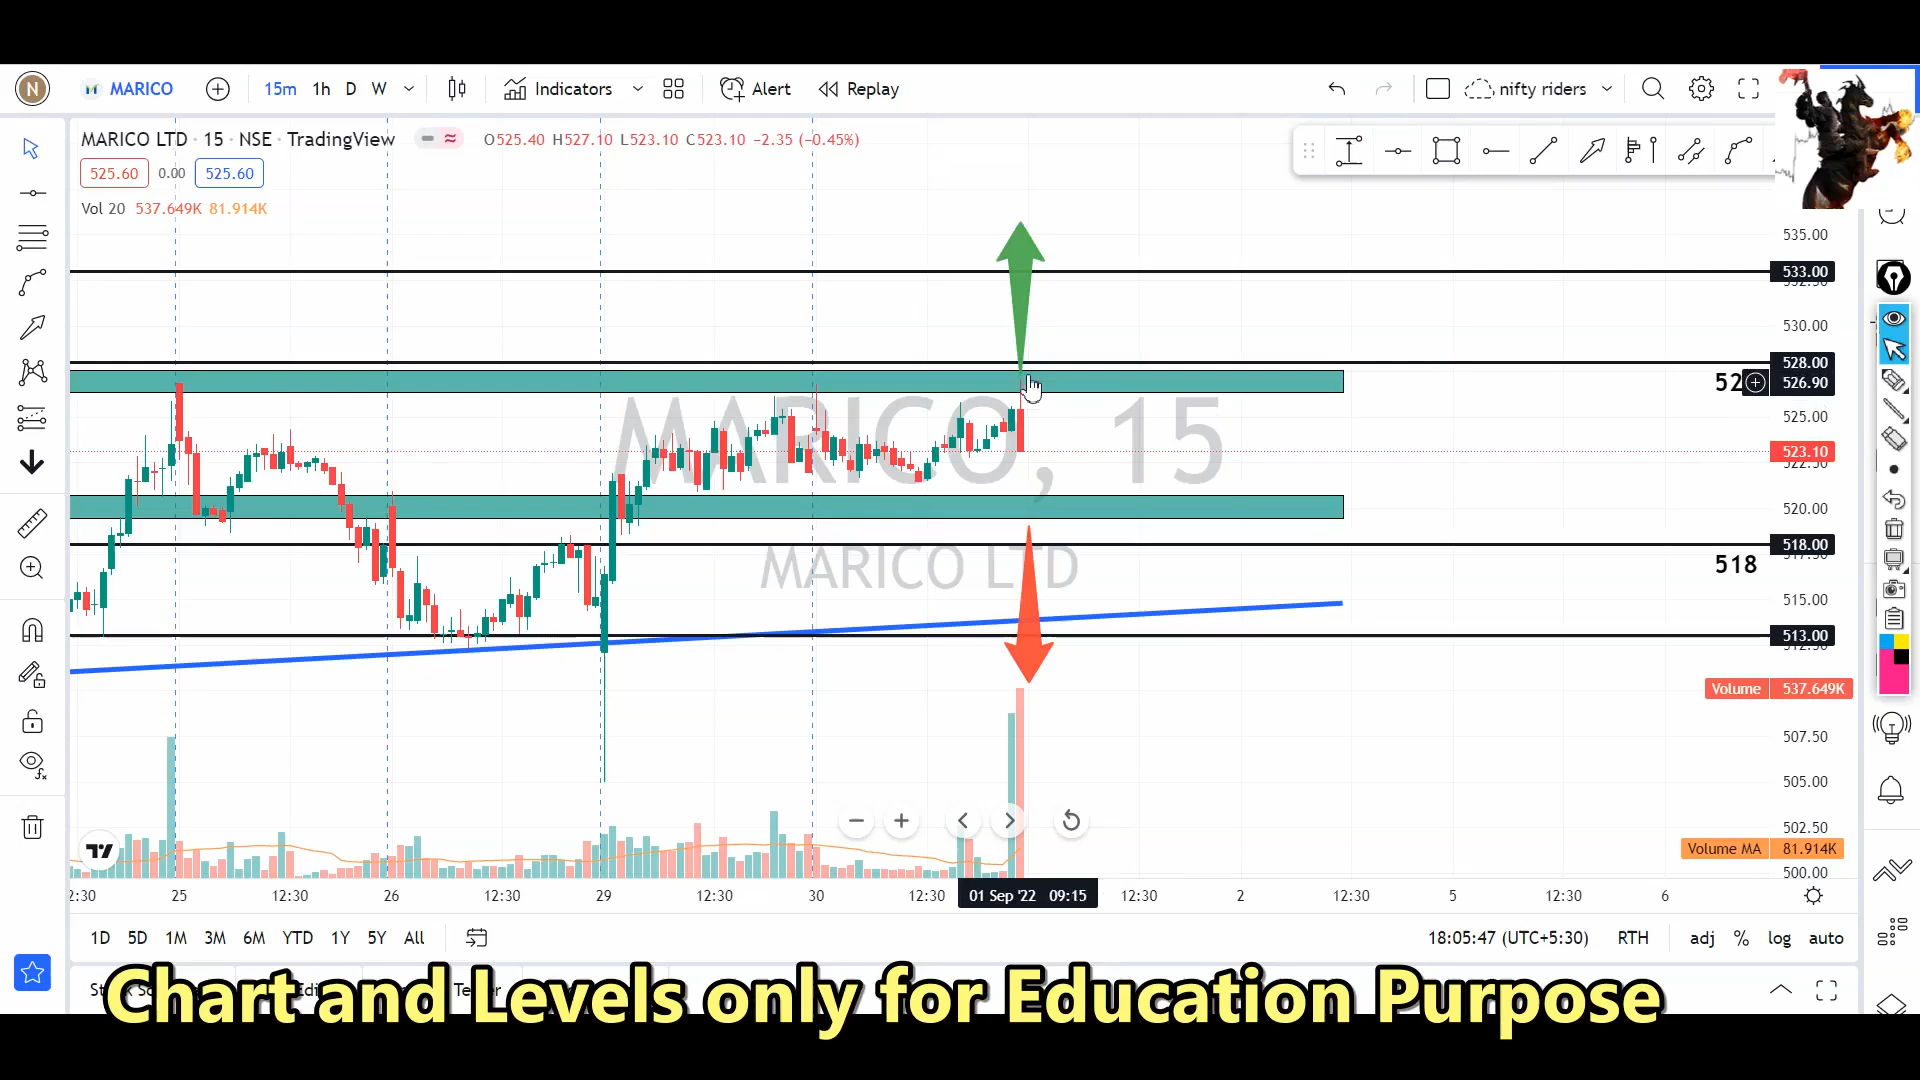 N MARICO 15m 1h D W Indicators Alert Replay nifty riders
MARICO LTD · 15 · NSE · TradingView O525.40 H527.10 L523.10 C523.10 −2.35 (−0.45%)
525.60 0.00 525.60
Vol 20 537.649K 81.914K
535.00
533.00
530.00
528.00
526.90
525.00
523.10
522.50
520.00
518.00
518
515.00
513.00
512.50
Volume 537.649K
507.50
505.00
502.50
Volume MA 81.914K
500.00
MARICO, 15
MARICO LTD
2:30 25 12:30 26 12:30 29 12:30 30 12:30 01 Sep '22 09:15 12:30 2 12:30 5 12:30 6
1D 5D 1M 3M 6M YTD 1Y 5Y All 18:05:47 (UTC+5:30) RTH adj % log auto
Chart and Levels only for Education Purpose